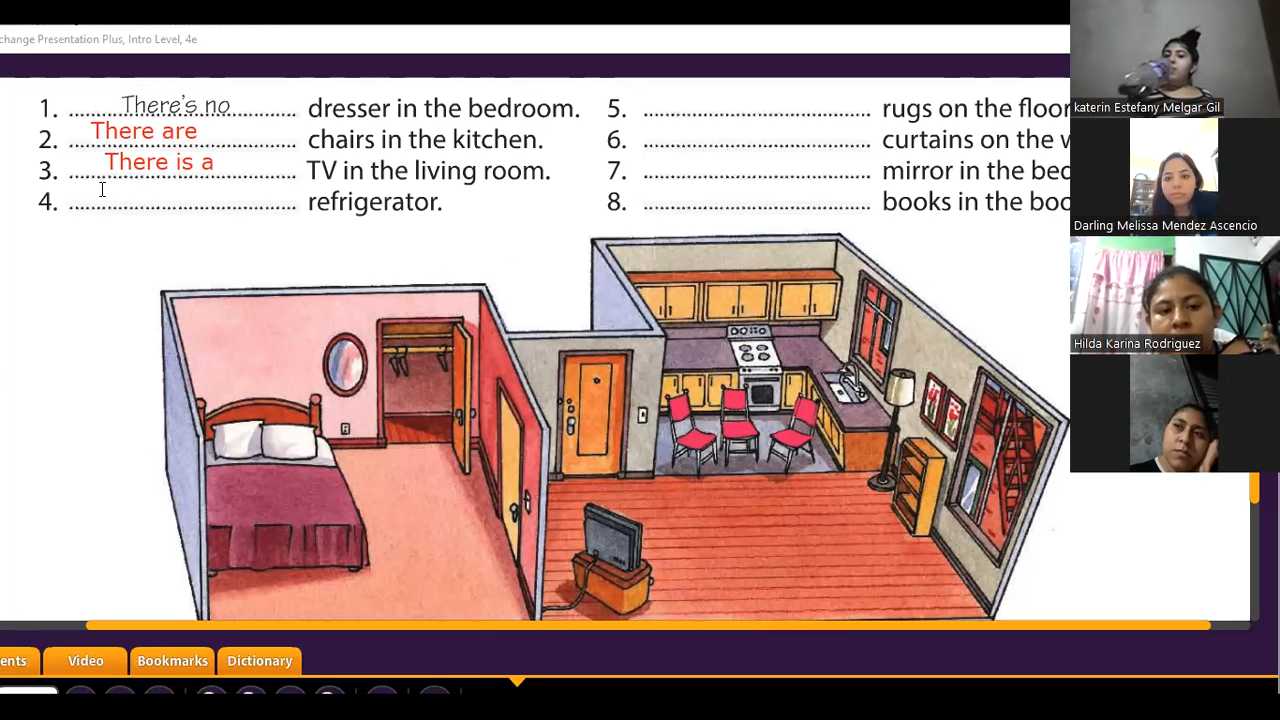 change Presentation Plus, Intro Level, 4e
1. There's no dresser in the bedroom.
2. There are chairs in the kitchen.
3. There is a TV in the living room.
4. refrigerator.
5. rugs on the floor
6. curtains on the
7. mirror in the
8. books in the
katerin Estefany Melgar Gil
Darling Melissa Mendez Ascencio
Hilda Karina Rodriguez
Video
Bookmarks
Dictionary